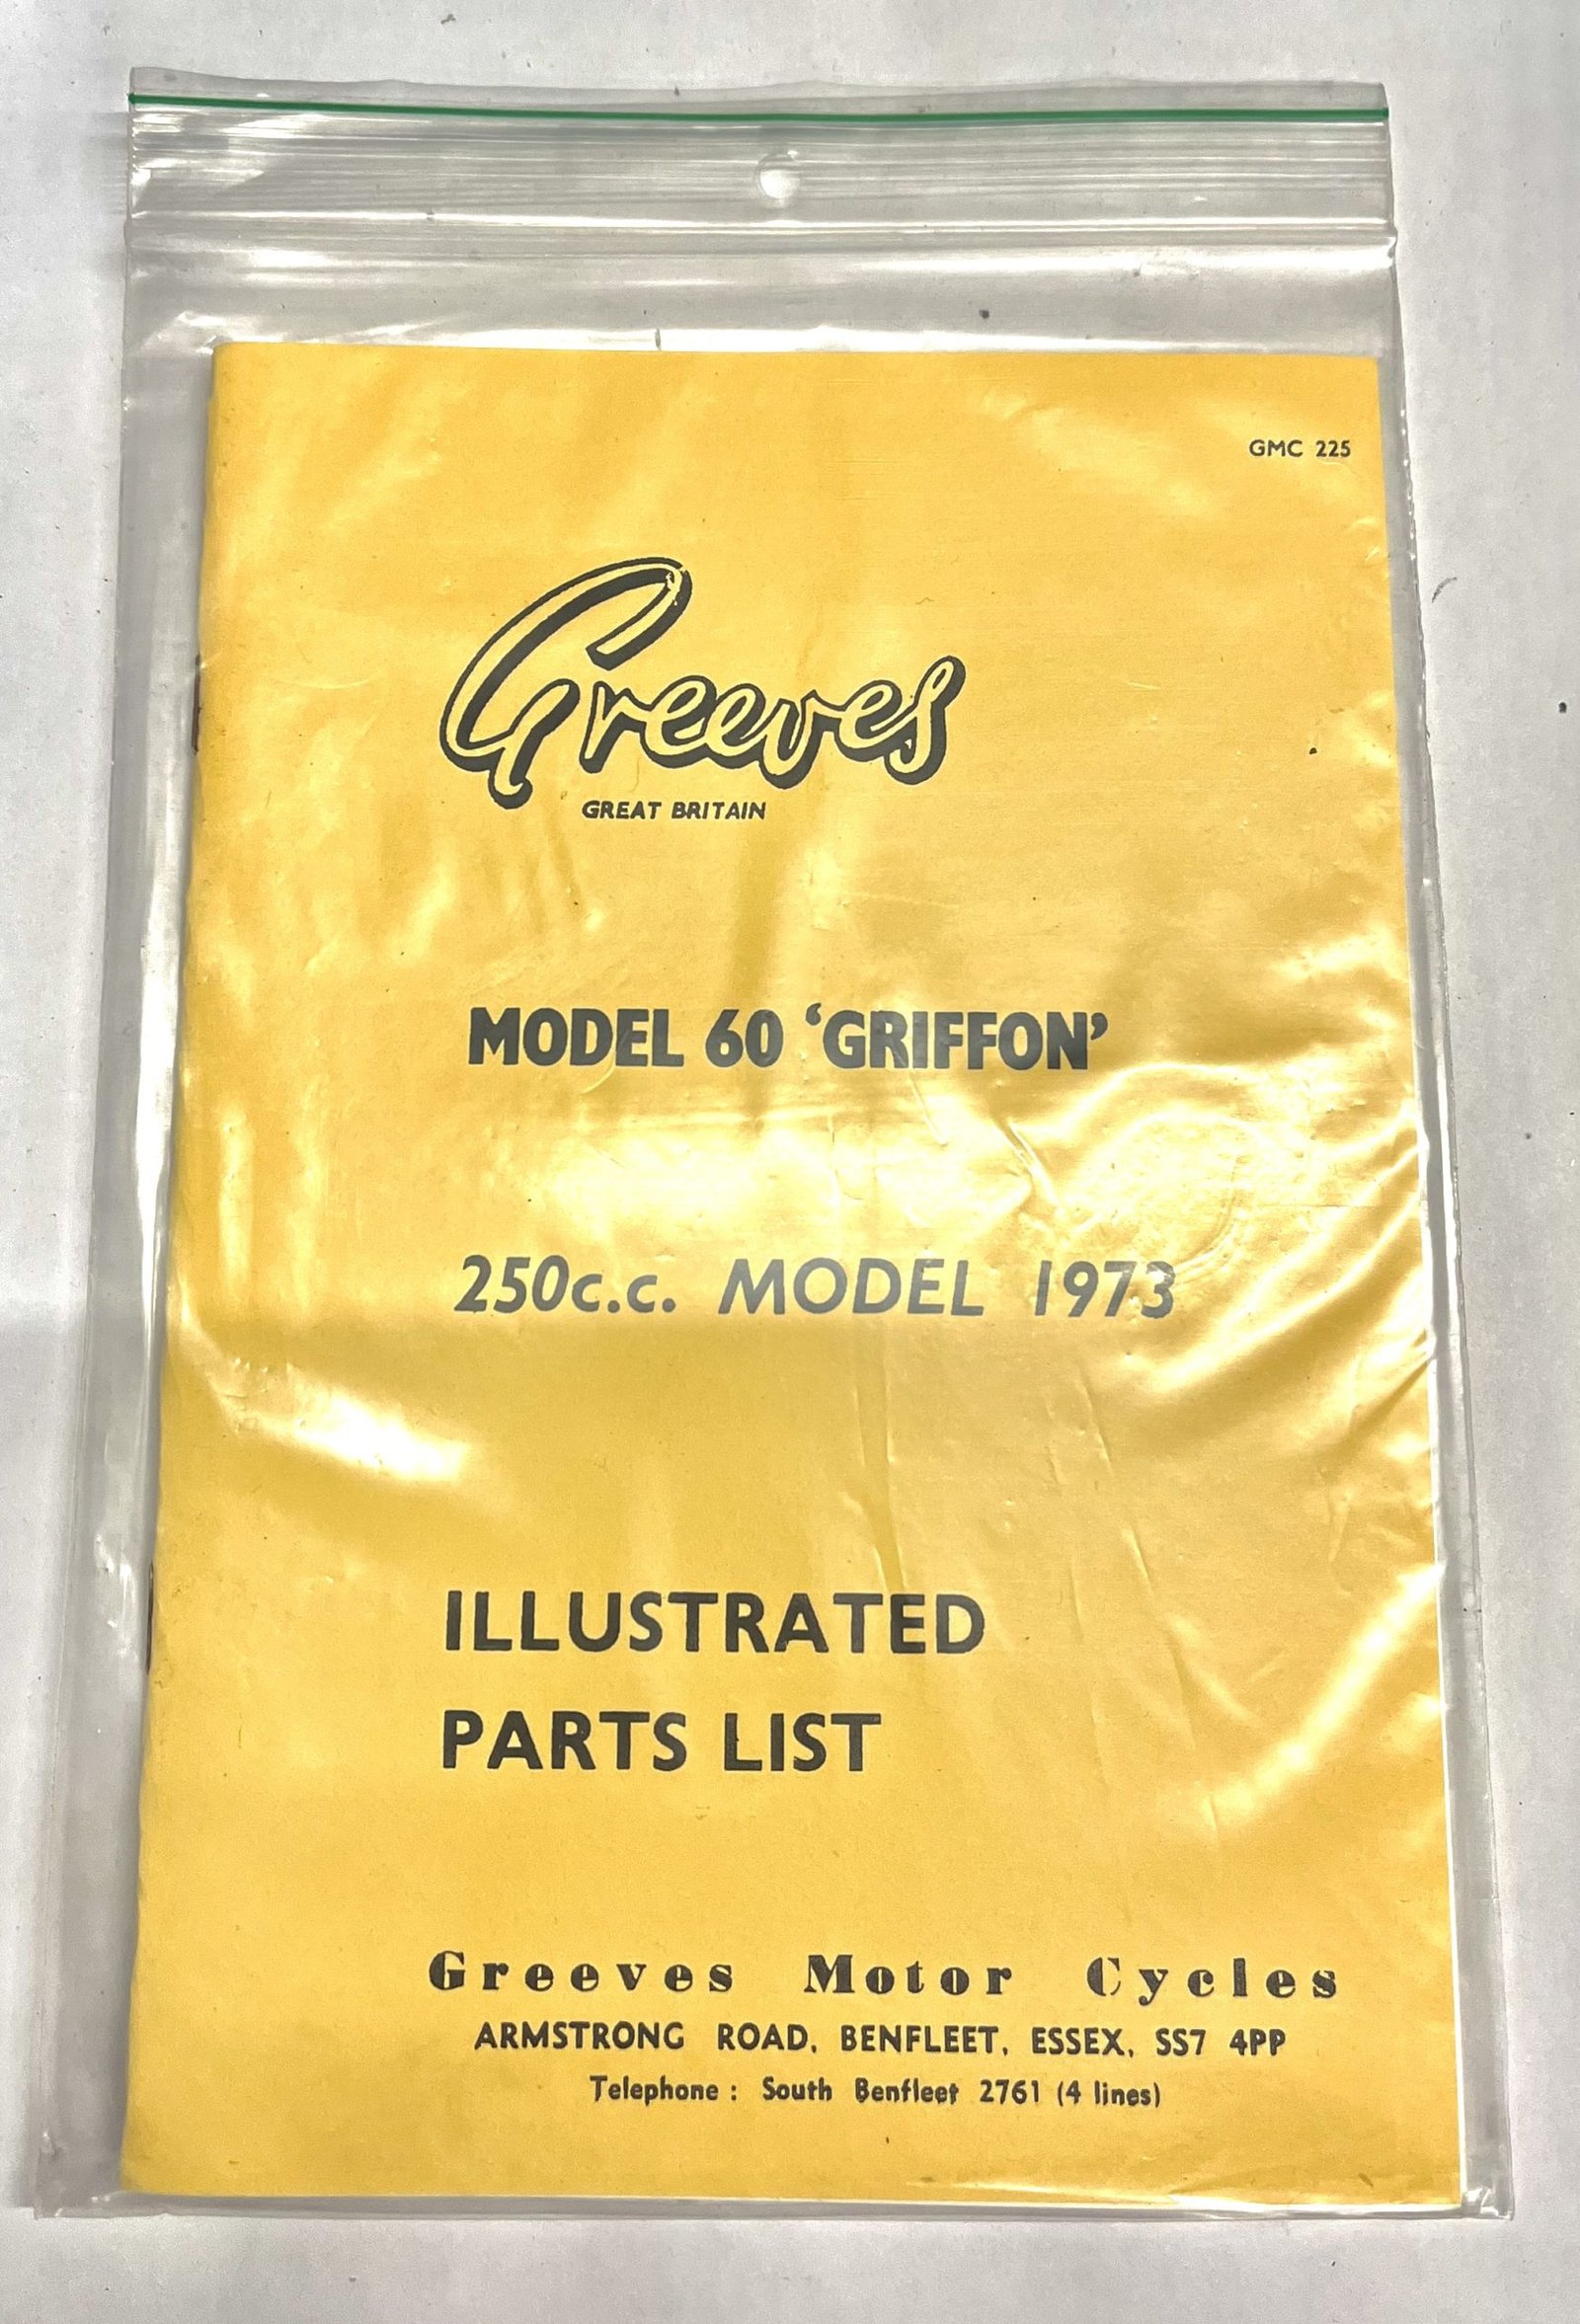 GMC 225
Greeves
GREAT BRITAIN
MODEL 60 ‘GRIFFON’
250c.c. MODEL 1973
ILLUSTRATED
PARTS LIST
Greeves Motor Cycles
ARMSTRONG ROAD, BENFLEET, ESSEX, SS7 4PP
Telephone : South Benfleet 2761 (4 lines)